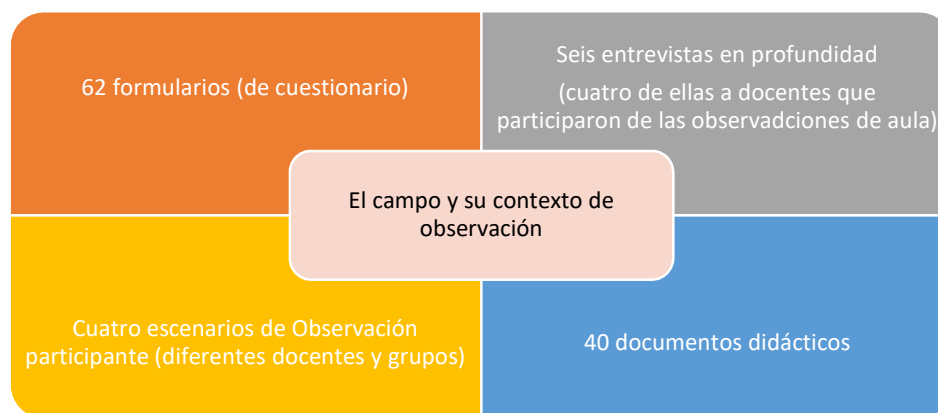 62 formularios (de cuestionario)
Seis entrevistas en profundidad
(cuatro de ellas a docentes que
participaron de las observadciones de aula)
El campo y su contexto de
observación
Cuatro escenarios de Observación
participante (diferentes docentes y grupos)
40 documentos didácticos